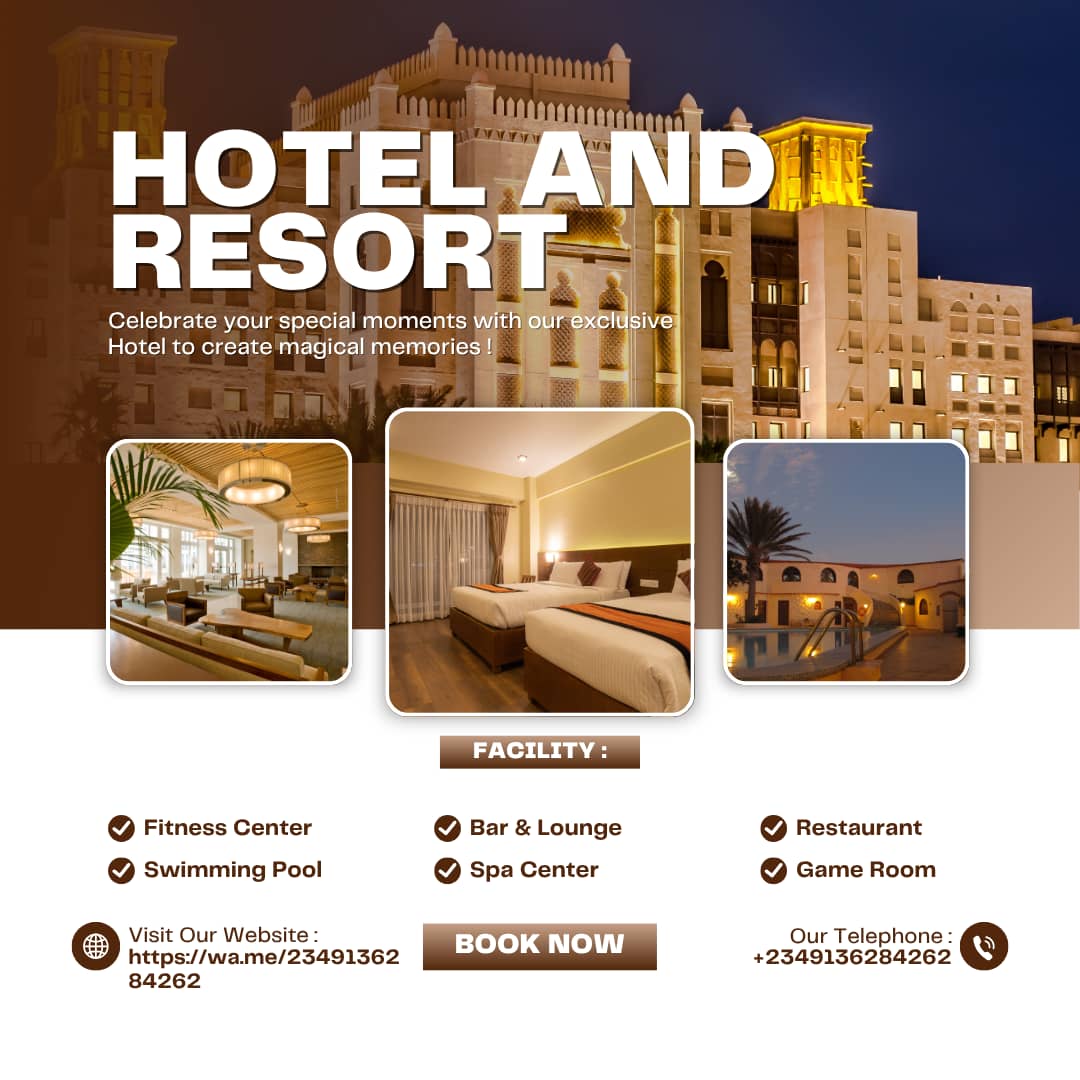 HOTEL AND
RESORT
Celebrate your special moments with our exclusive
Hotel to create magical memories !
FACILITY :
Fitness Center
Bar & Lounge
Restaurant
Swimming Pool
Spa Center
Game Room
Visit Our Website :
https://wa.me/23491362
84262
BOOK NOW
Our Telephone :
+2349136284262